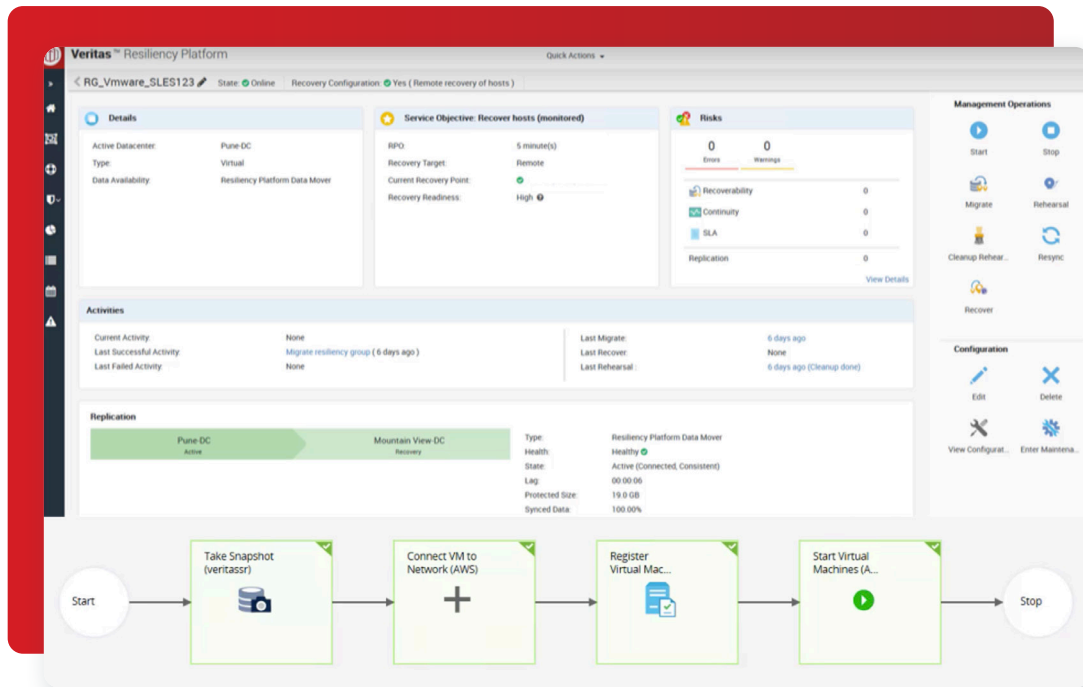 Veritas™ Resiliency Platform
Quick Actions
RG_Vmware_SLES123 State: Online Recovery Configuration: Yes ( Remote recovery of hosts )
Details
Active Datacenter: Pune-DC
Type: Virtual
Data Availability: Resiliency Platform Data Mover
Service Objective: Recover hosts (monitored)
RPO 5 minute(s)
Recovery Target: Remote
Current Recovery Point:
Recovery Readiness: High
Risks
0 0
Errors Warnings
Recoverability 0
Continuity 0
SLA 0
Replication 0
View Details
Management Operations
Start Stop
Migrate Rehearsal
Cleanup Rehear... Resync
Recover
Configuration
Edit Delete
View Configurat... Enter Maintena...
Activities
Current Activity: None
Last Successful Activity: Migrate resiliency group ( 6 days ago )
Last Failed Activity: None
Last Migrate: 6 days ago
Last Recover: None
Last Rehearsal : 6 days ago (Cleanup done)
Replication
Pune-DC
Active
Mountain View-DC
Recovery
Type: Resiliency Platform Data Mover
Health: Healthy
State: Active (Connected, Consistent)
Lag: 00:00:06
Protected Size: 19.0 GB
Synced Data: 100.00%
Start
Take Snapshot
(veritassr)
Connect VM to
Network (AWS)
Register
Virtual Mac...
Start Virtual
Machines (A...
Stop